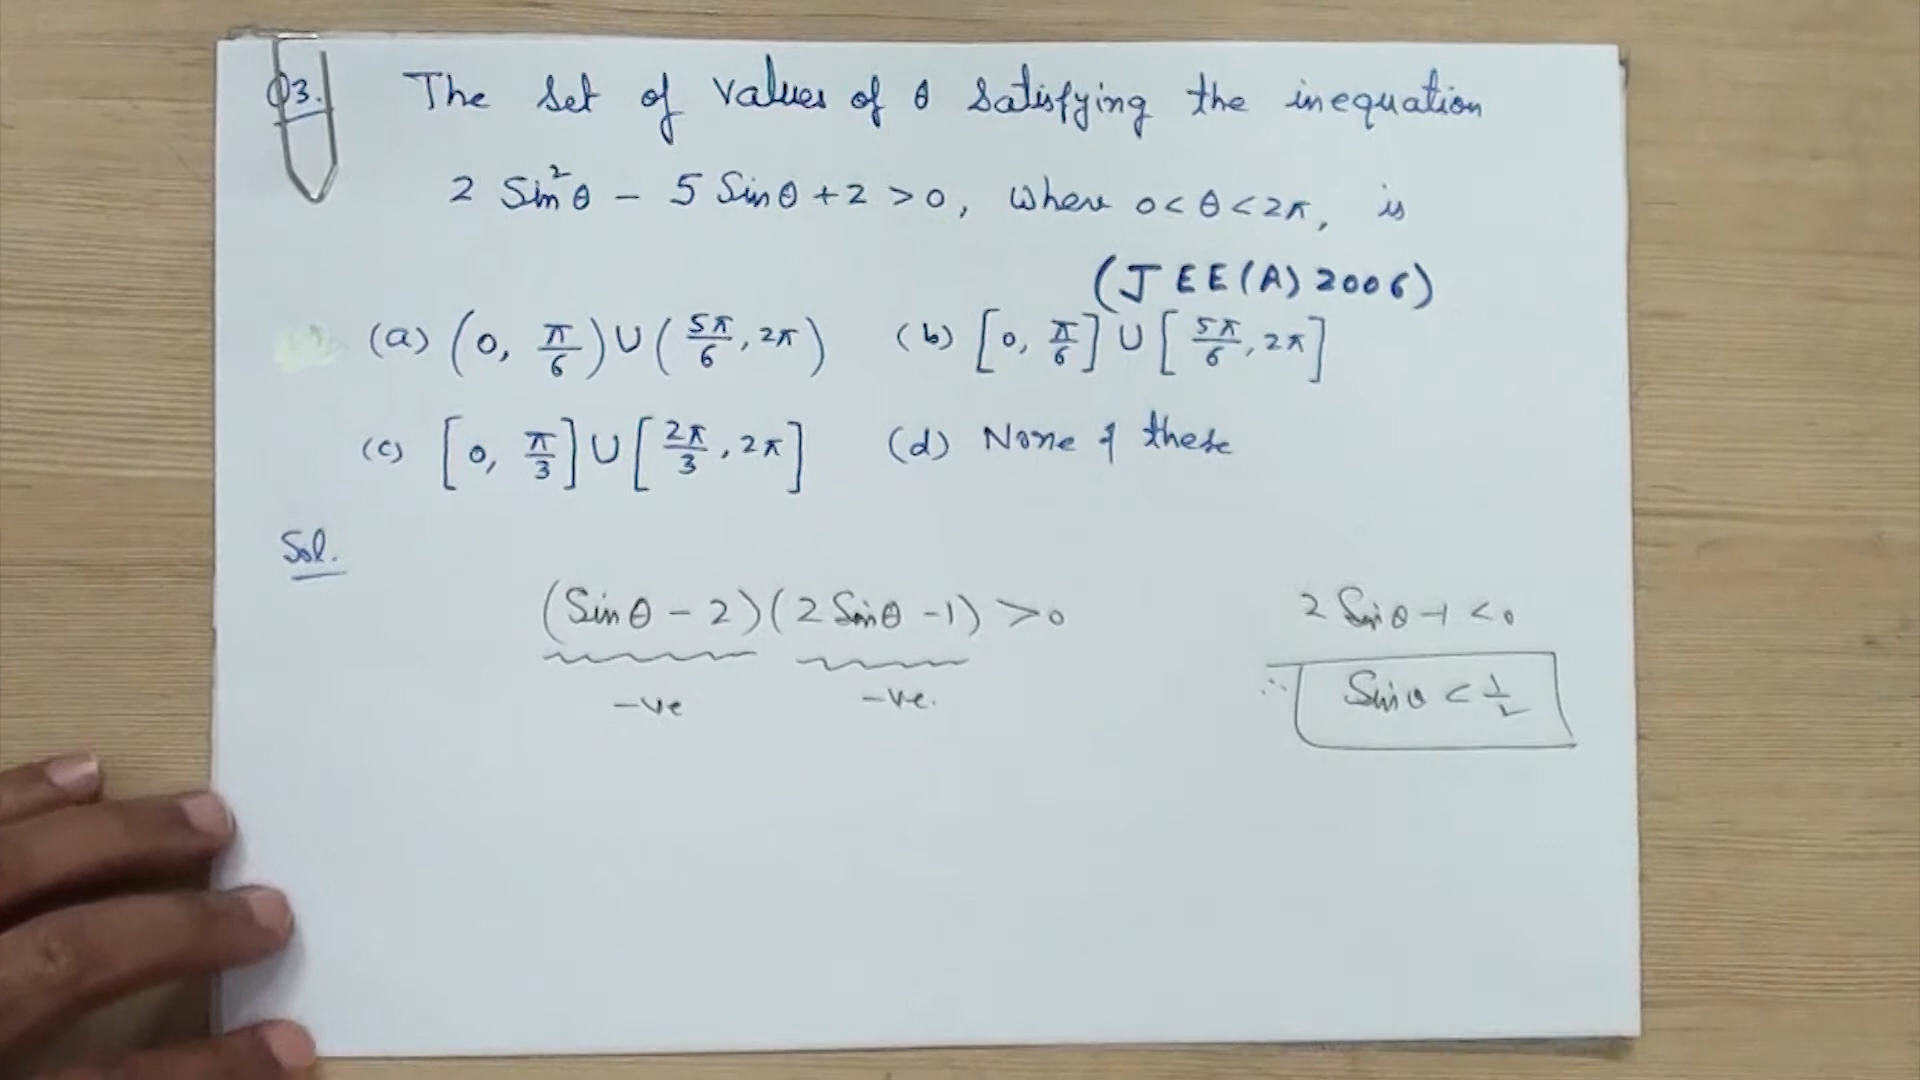 Q3. The set of values of θ satisfying the inequation
2 Sin²θ - 5 Sinθ + 2 > 0, where 0 < θ < 2π, is
(JEE(A) 2006)
(a) (0, π/6) ∪ (5π/6, 2π) (b) [0, π/6] ∪ [5π/6, 2π]
(c) [0, π/3] ∪ [2π/3, 2π] (d) None of these
Sol.
(Sinθ - 2)(2 Sinθ - 1) > 0 2 Sinθ - 1 < 0
-ve -ve. ∴ Sinθ < 1/2